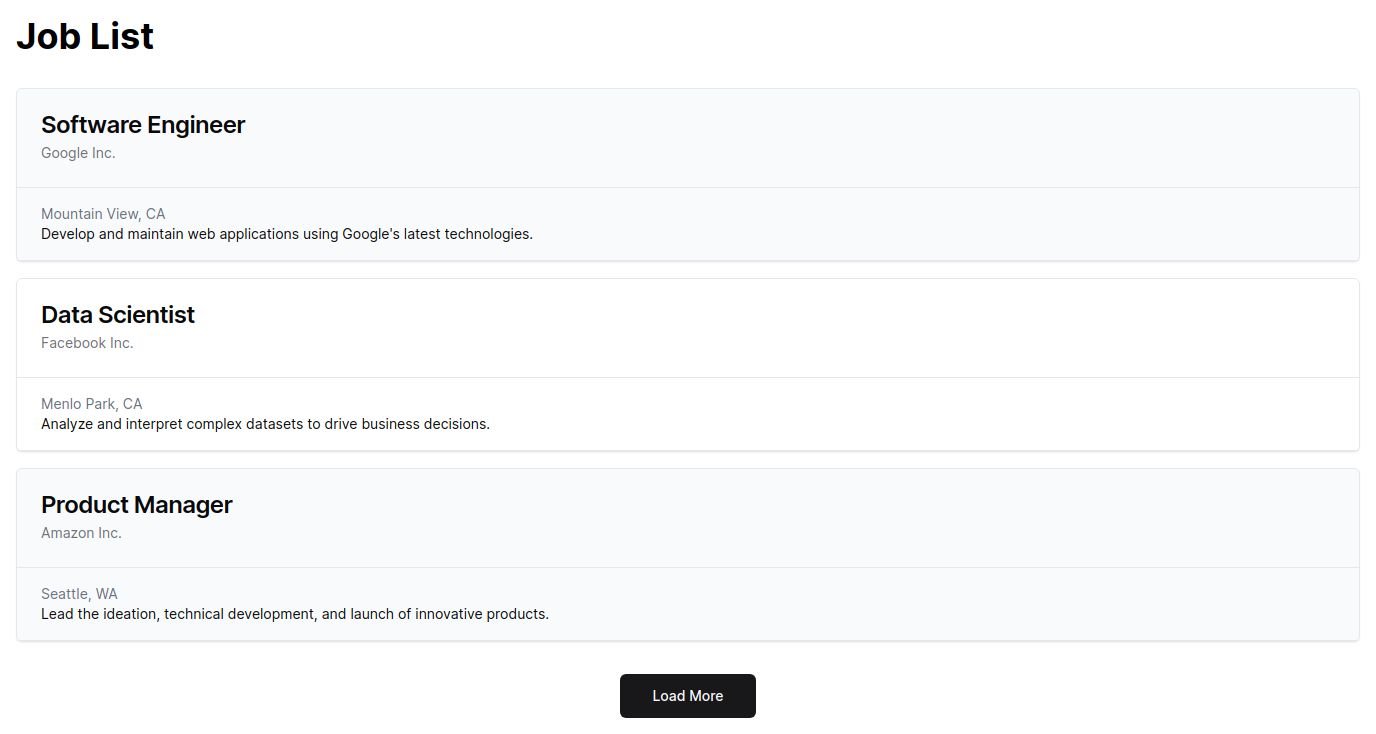 Job List
Software Engineer
Google Inc.
Mountain View, CA
Develop and maintain web applications using Google's latest technologies.
Data Scientist
Facebook Inc.
Menlo Park, CA
Analyze and interpret complex datasets to drive business decisions.
Product Manager
Amazon Inc.
Seattle, WA
Lead the ideation, technical development, and launch of innovative products.
Load More